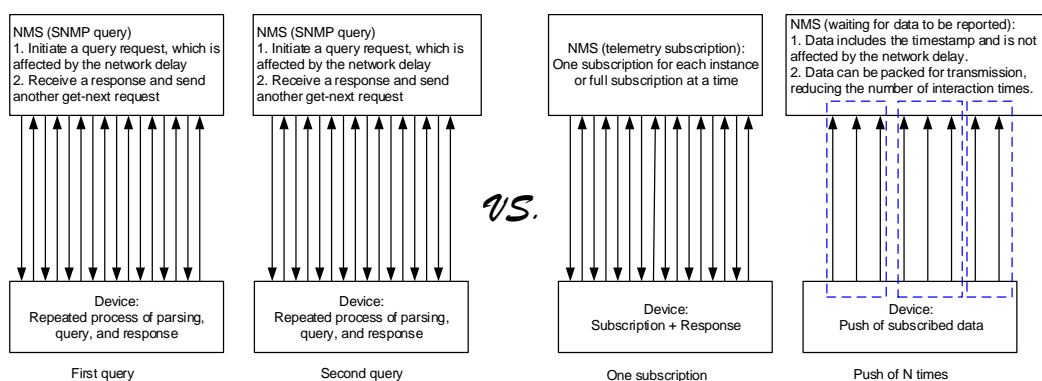 NMS (SNMP query)
1. Initiate a query request, which is
affected by the network delay
2. Receive a response and send
another get-next request
Device:
Repeated process of parsing,
query, and response
First query
NMS (SNMP query)
1. Initiate a query request, which is
affected by the network delay
2. Receive a response and send
another get-next request
Device:
Repeated process of parsing,
query, and response
Second query
VS.
NMS (telemetry subscription):
One subscription for each instance
or full subscription at a time
Device:
Subscription + Response
One subscription
NMS (waiting for data to be reported):
1. Data includes the timestamp and is not
affected by the network delay.
2. Data can be packed for transmission,
reducing the number of interaction times.
Device:
Push of subscribed data
Push of N times